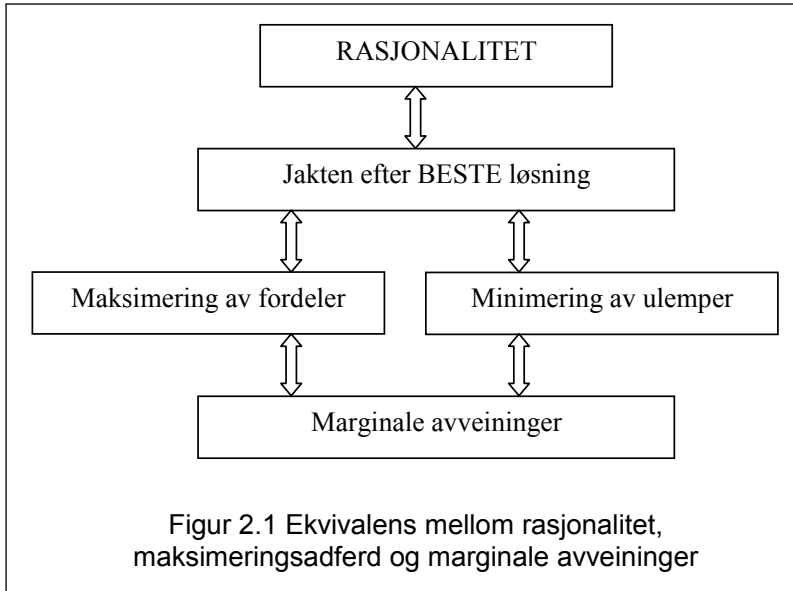 RASJONALITET
Jakten efter BESTE løsning
Maksimering av fordeler
Minimering av ulemper
Marginale avveininger
Figur 2.1 Ekvivalens mellom rasjonalitet,
maksimeringsadferd og marginale avveininger